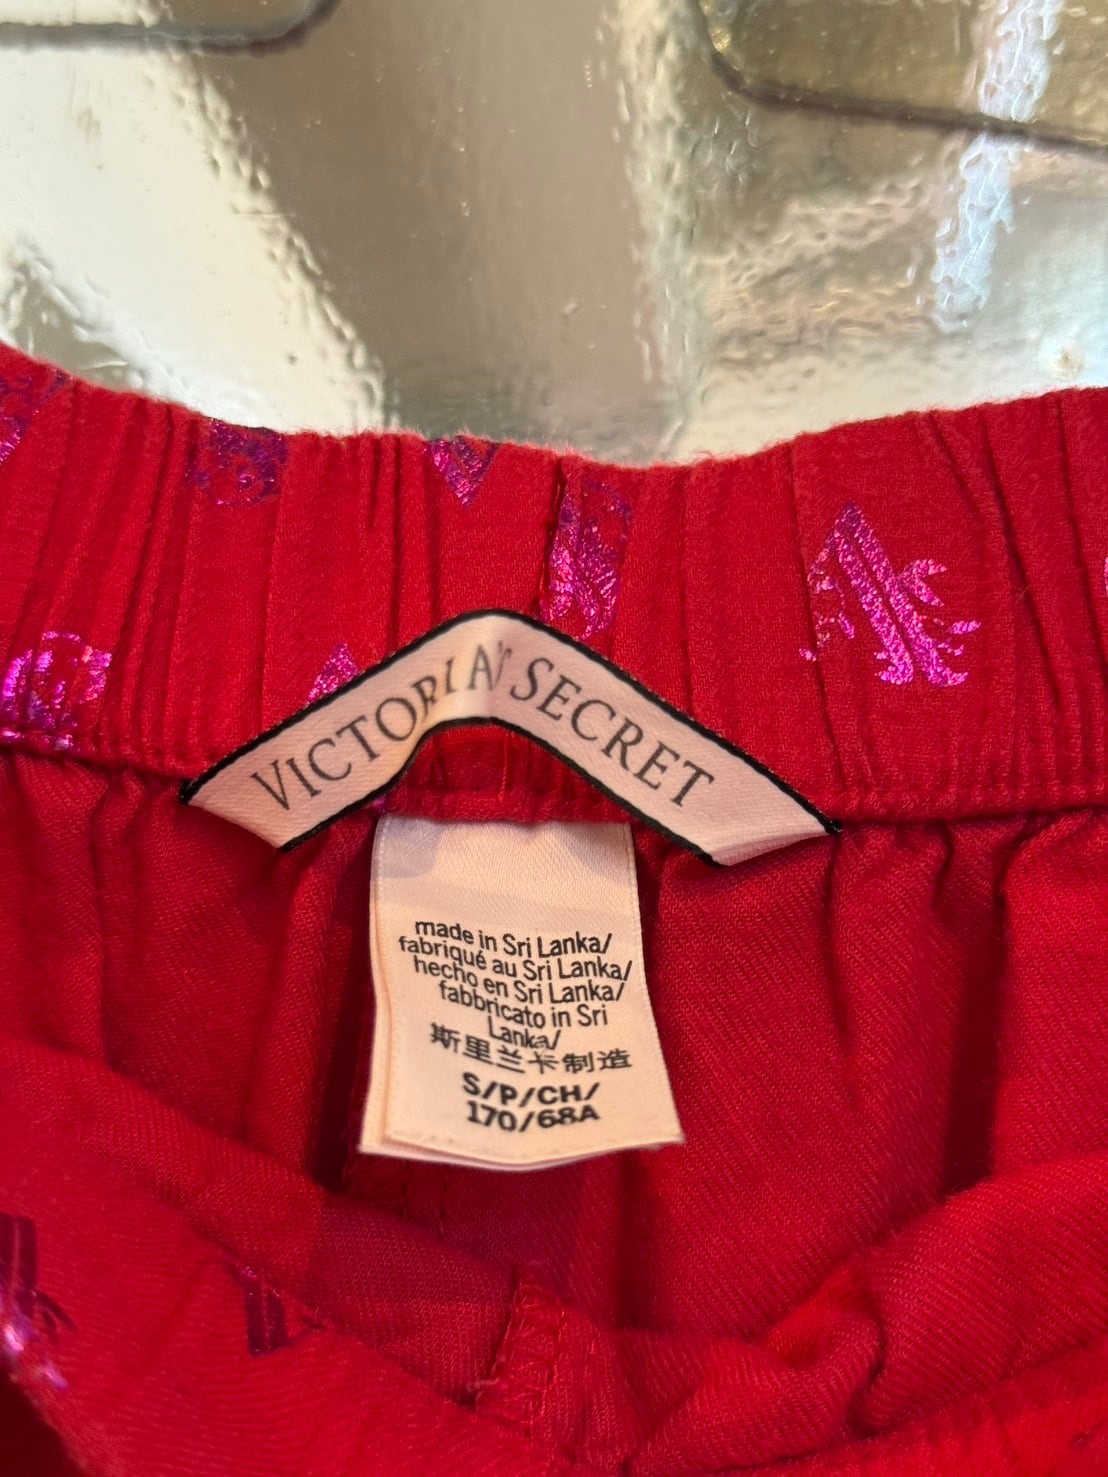 VICTORIA'S SECRET
made in Sri Lanka/
fabriqué au Sri Lanka/
hecho en Sri Lanka/
fabbricato in Sri
Lanka/
斯里兰卡制造
S/P/CH/
170/68A